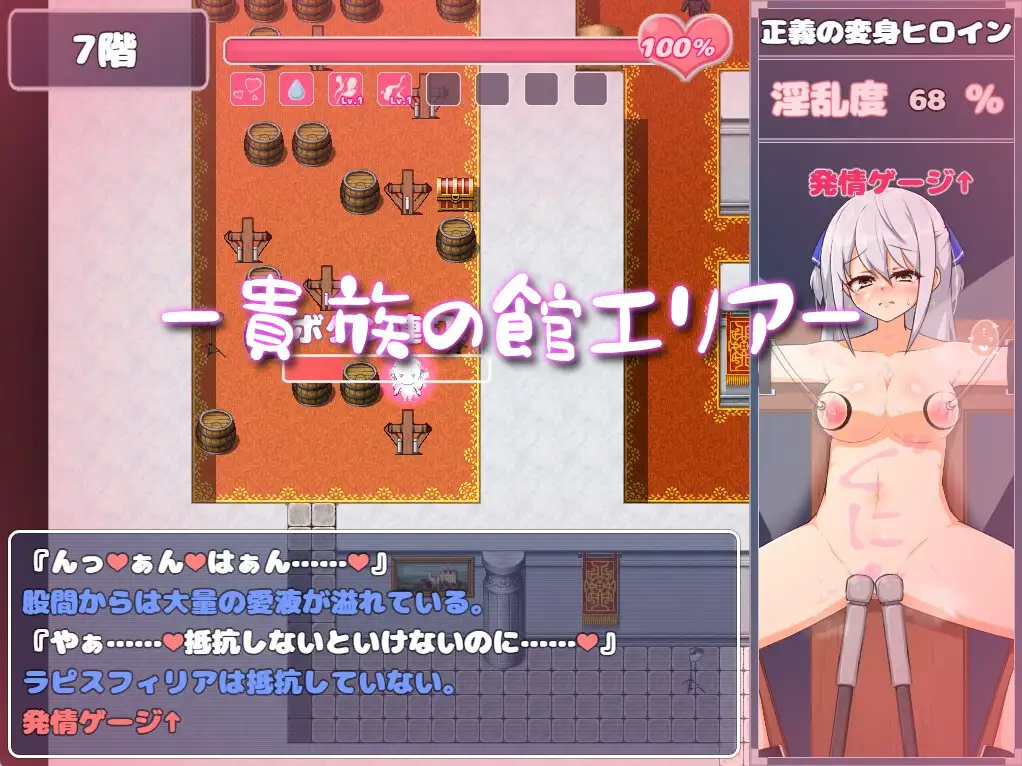 7階
100%
Lv.1
Lv.1
正義の変身ヒロイン
淫乱度 68 %
発情ゲージ↑
ー貴族の館エリアー
『んっ♥ぁん♥はぁん……♥』
股間からは大量の愛液が溢れている。
『やぁ……♥抵抗しないといけないのに……♥』
ラピスフィリアは抵抗していない。
発情ゲージ↑